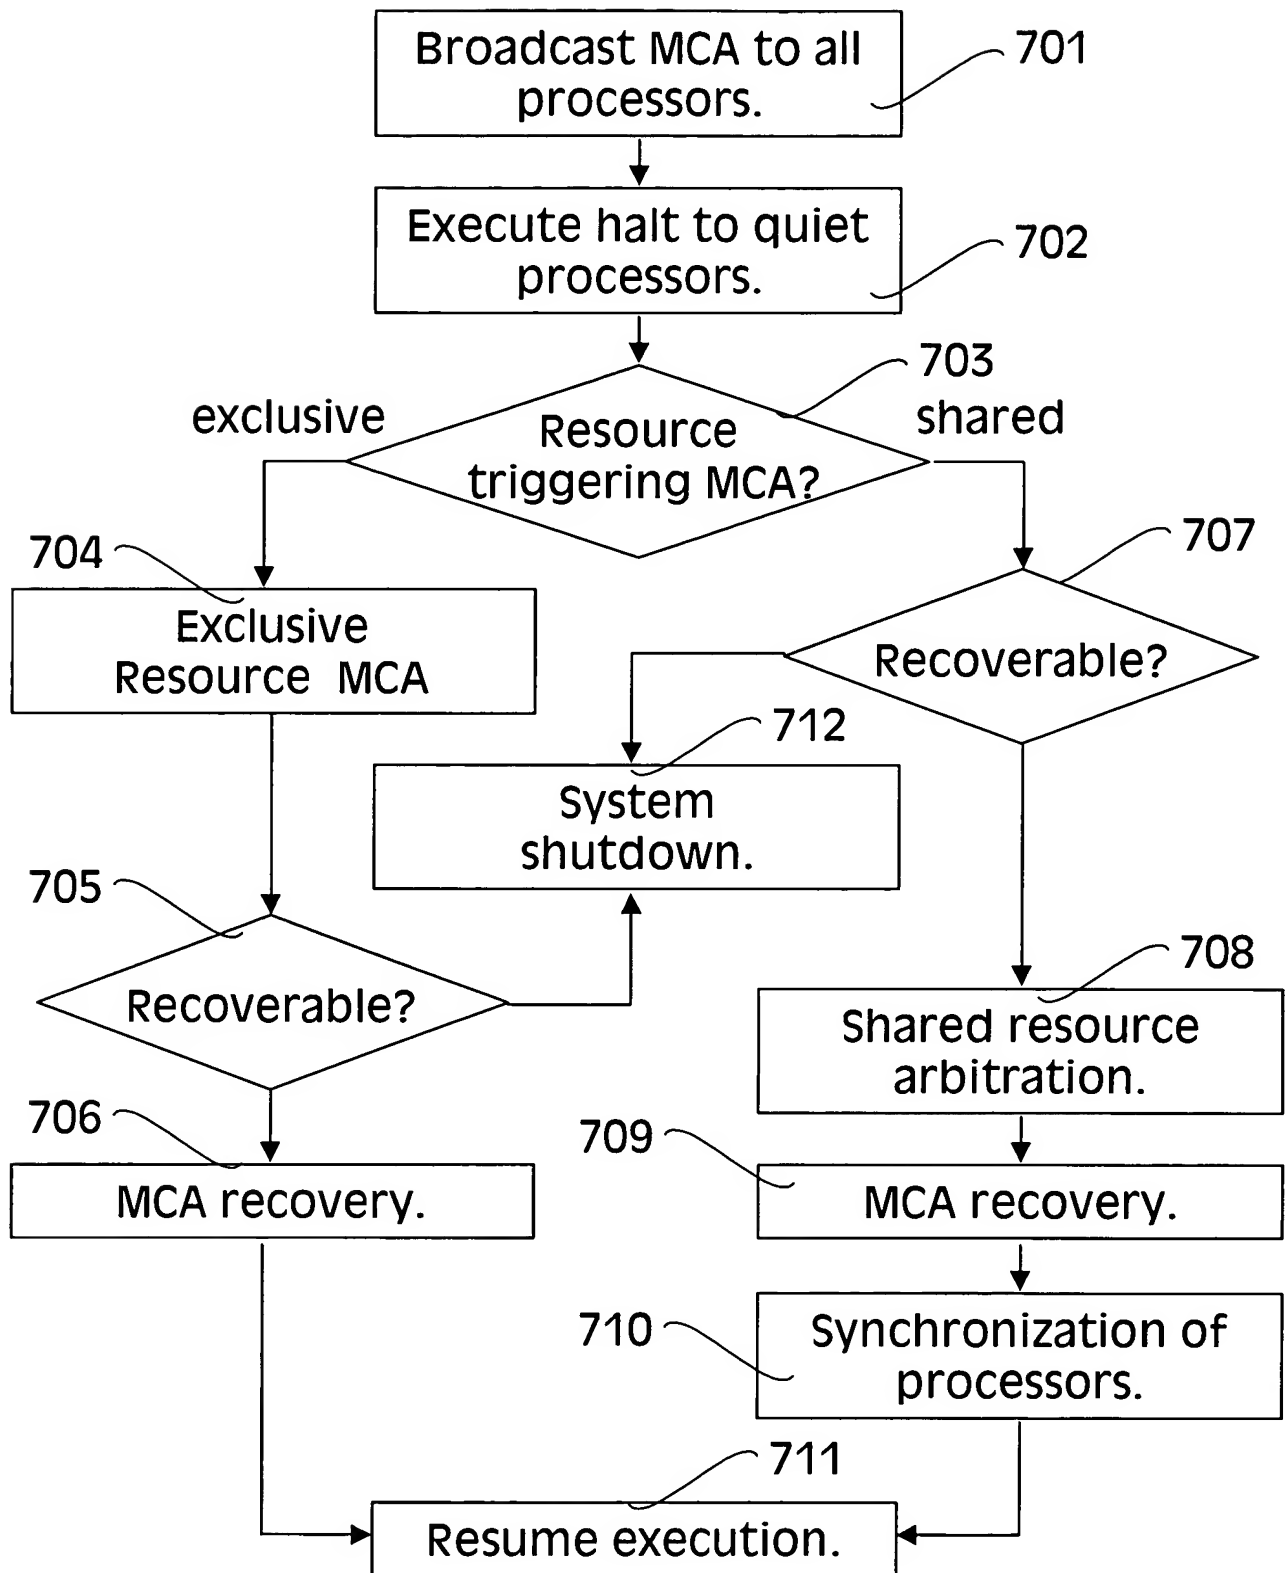 Broadcast MCA to all
processors.
701
Execute halt to quiet
processors.
702
703
exclusive
Resource
triggering MCA?
shared
704
Exclusive
Resource MCA
707
Recoverable?
712
System
shutdown.
705
Recoverable?
708
Shared resource
arbitration.
706
MCA recovery.
709
MCA recovery.
710
Synchronization of
processors.
711
Resume execution.